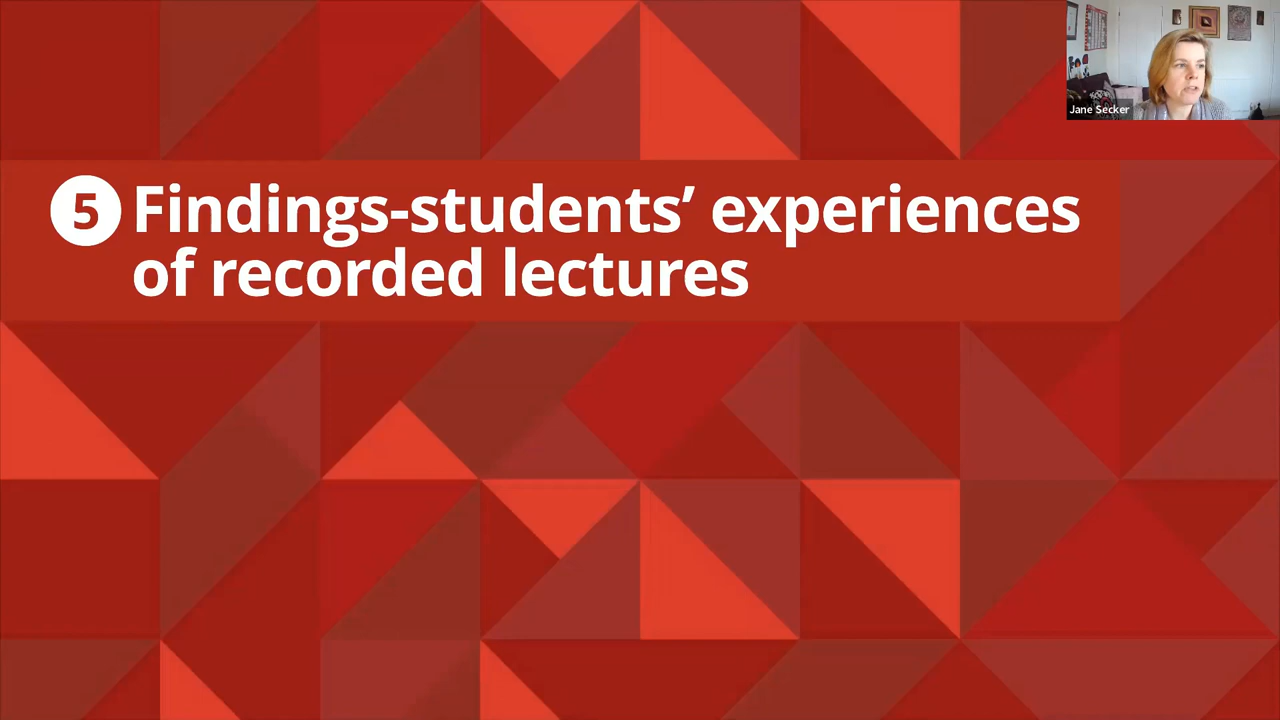 Jane Secker
5 Findings-students’ experiences
of recorded lectures